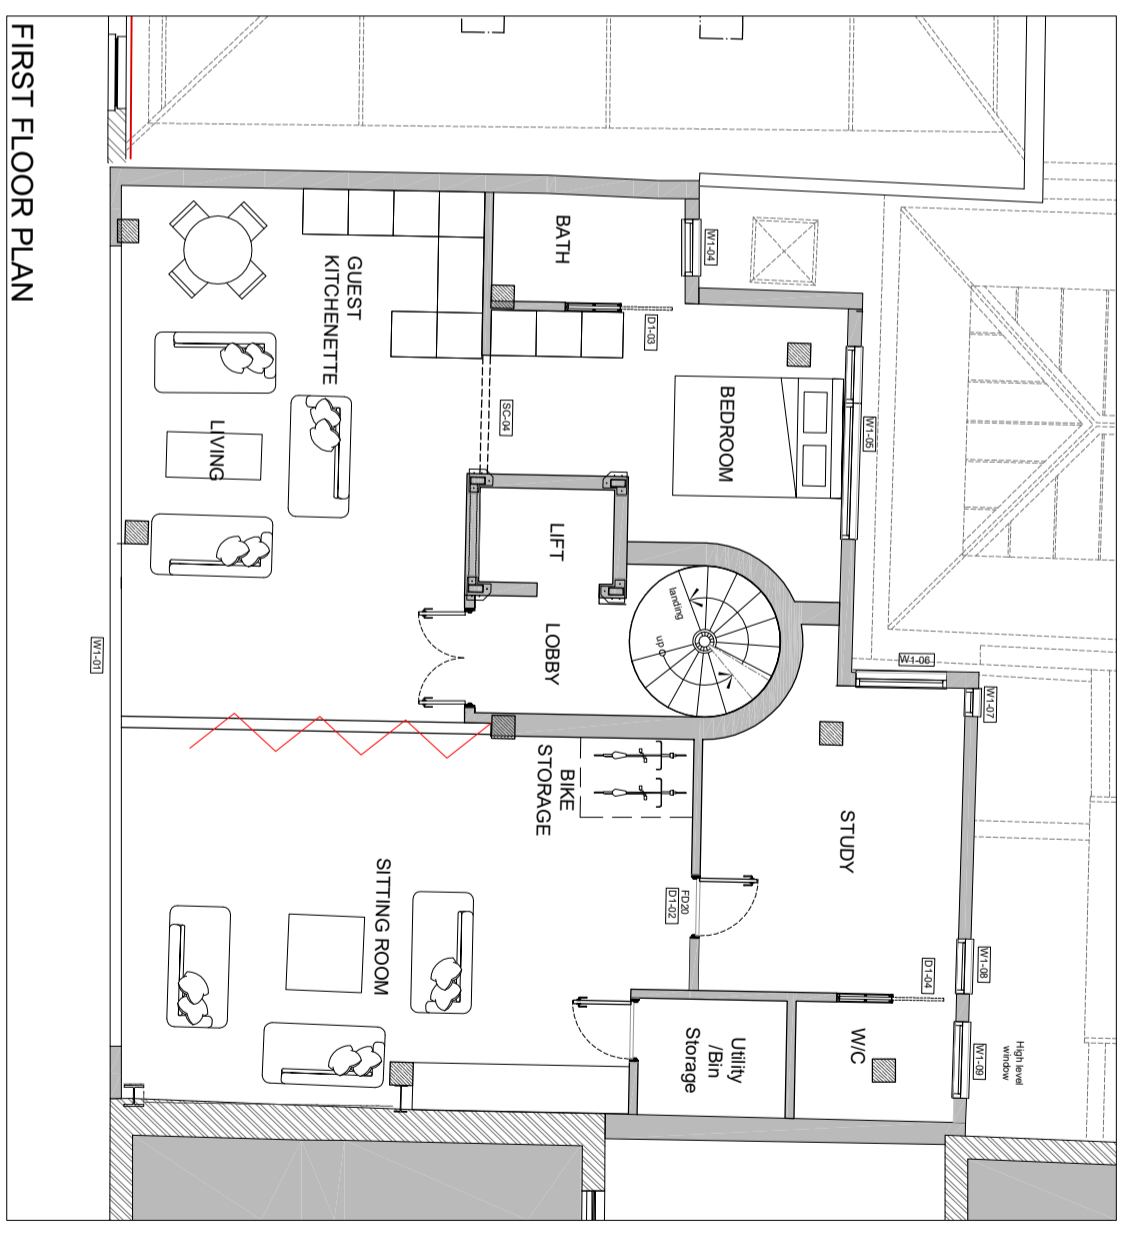 FIRST FLOOR PLAN
W1-04
BATH
D1-03
GUEST
KITCHENETTE
BEDROOM
SC-04
W1-05
LIVING
LIFT
landing
up
LOBBY
W1-01
W1-06
W1-07
BIKE
STORAGE
STUDY
SITTING ROOM
FD20
D1-02
D1-04
W1-08
W/C
Utility
/Bin
Storage
W1-09
High level
window